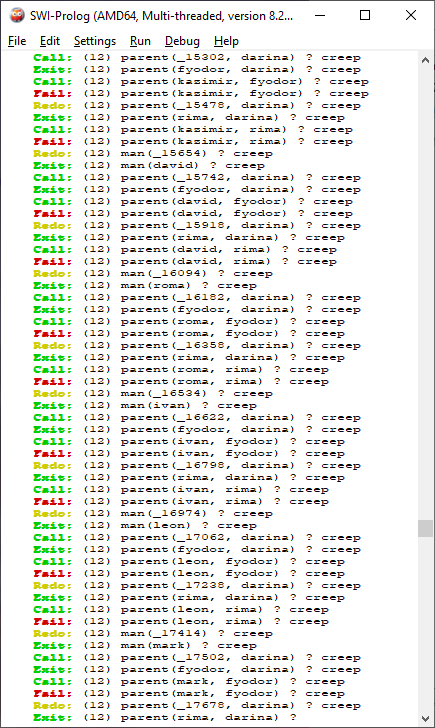 SWI-Prolog (AMD64, Multi-threaded, version 8.2...
File Edit Settings Run Debug Help
Call: (12) parent(_15302, darina) ? creep
Exit: (12) parent(fyodor, darina) ? creep
Call: (12) parent(kasimir, fyodor) ? creep
Fail: (12) parent(kasimir, fyodor) ? creep
Redo: (12) parent(_15478, darina) ? creep
Exit: (12) parent(rima, darina) ? creep
Call: (12) parent(kasimir, rima) ? creep
Fail: (12) parent(kasimir, rima) ? creep
Redo: (12) man(_15654) ? creep
Exit: (12) man(david) ? creep
Call: (12) parent(_15742, darina) ? creep
Exit: (12) parent(fyodor, darina) ? creep
Call: (12) parent(david, fyodor) ? creep
Fail: (12) parent(david, fyodor) ? creep
Redo: (12) parent(_15918, darina) ? creep
Exit: (12) parent(rima, darina) ? creep
Call: (12) parent(david, rima) ? creep
Fail: (12) parent(david, rima) ? creep
Redo: (12) man(_16094) ? creep
Exit: (12) man(roma) ? creep
Call: (12) parent(_16182, darina) ? creep
Exit: (12) parent(fyodor, darina) ? creep
Call: (12) parent(roma, fyodor) ? creep
Fail: (12) parent(roma, fyodor) ? creep
Redo: (12) parent(_16358, darina) ? creep
Exit: (12) parent(rima, darina) ? creep
Call: (12) parent(roma, rima) ? creep
Fail: (12) parent(roma, rima) ? creep
Redo: (12) man(_16534) ? creep
Exit: (12) man(ivan) ? creep
Call: (12) parent(_16622, darina) ? creep
Exit: (12) parent(fyodor, darina) ? creep
Call: (12) parent(ivan, fyodor) ? creep
Fail: (12) parent(ivan, fyodor) ? creep
Redo: (12) parent(_16798, darina) ? creep
Exit: (12) parent(rima, darina) ? creep
Call: (12) parent(ivan, rima) ? creep
Fail: (12) parent(ivan, rima) ? creep
Redo: (12) man(_16974) ? creep
Exit: (12) man(leon) ? creep
Call: (12) parent(_17062, darina) ? creep
Exit: (12) parent(fyodor, darina) ? creep
Call: (12) parent(leon, fyodor) ? creep
Fail: (12) parent(leon, fyodor) ? creep
Redo: (12) parent(_17238, darina) ? creep
Exit: (12) parent(rima, darina) ? creep
Call: (12) parent(leon, rima) ? creep
Fail: (12) parent(leon, rima) ? creep
Redo: (12) man(_17414) ? creep
Exit: (12) man(mark) ? creep
Call: (12) parent(_17502, darina) ? creep
Exit: (12) parent(fyodor, darina) ? creep
Call: (12) parent(mark, fyodor) ? creep
Fail: (12) parent(mark, fyodor) ? creep
Redo: (12) parent(_17678, darina) ? creep
Exit: (12) parent(rima, darina) ?